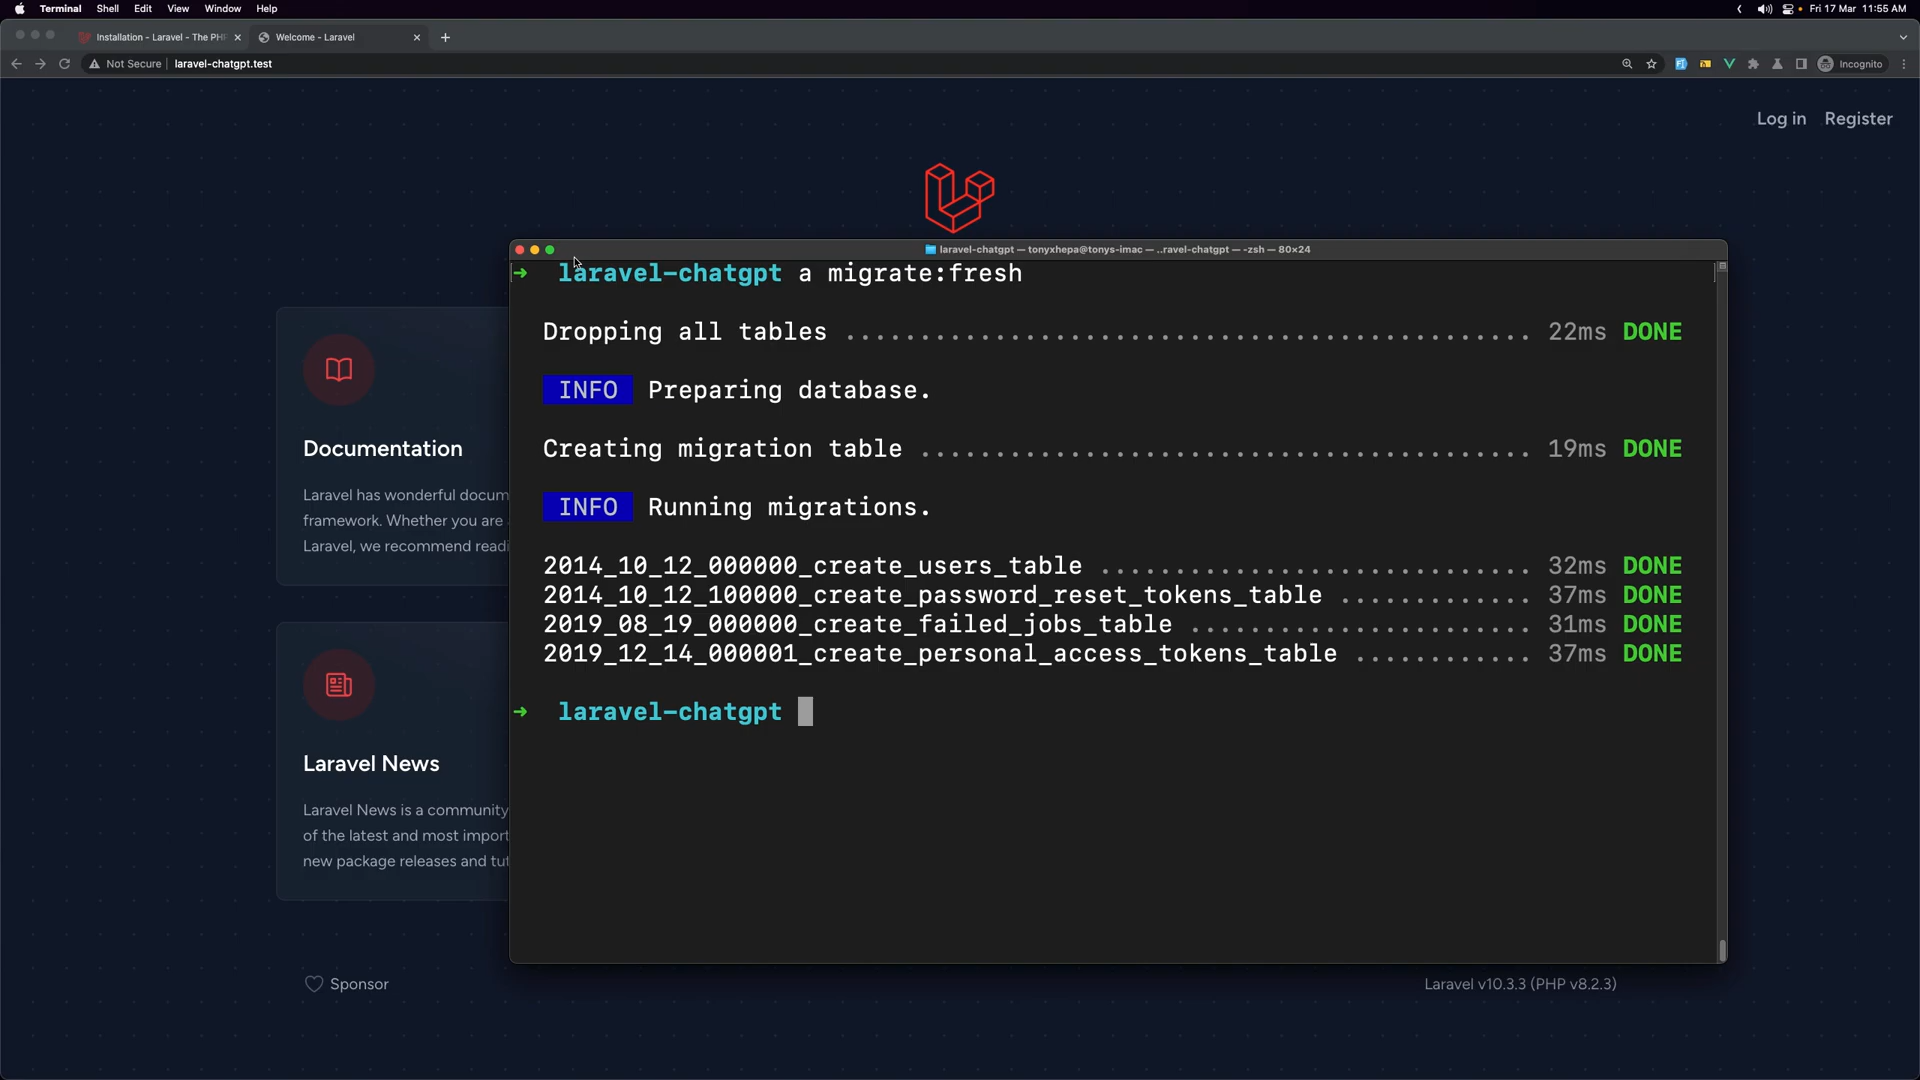 Terminal Shell Edit View Window Help Fri 17 Mar 11:55 AM
Installation - Laravel - The PH Welcome - Laravel
Not Secure laravel-chatgpt.test Incognito
Log in Register
laravel-chatgpt — tonyxhepa@tonys-imac — ..ravel-chatgpt — -zsh — 80×24
➜ laravel-chatgpt a migrate:fresh
Dropping all tables .............................................. 22ms DONE
INFO Preparing database.
Creating migration table ......................................... 19ms DONE
INFO Running migrations.
2014_10_12_000000_create_users_table ............................. 32ms DONE
2014_10_12_100000_create_password_reset_tokens_table ............. 37ms DONE
2019_08_19_000000_create_failed_jobs_table ....................... 31ms DONE
2019_12_14_000001_create_personal_access_tokens_table ............ 37ms DONE
➜ laravel-chatgpt
Documentation
Laravel has wonderful docum
framework. Whether you are
Laravel, we recommend readi
Laravel News
Laravel News is a community
of the latest and most import
new package releases and tut
Sponsor
Laravel v10.3.3 (PHP v8.2.3)